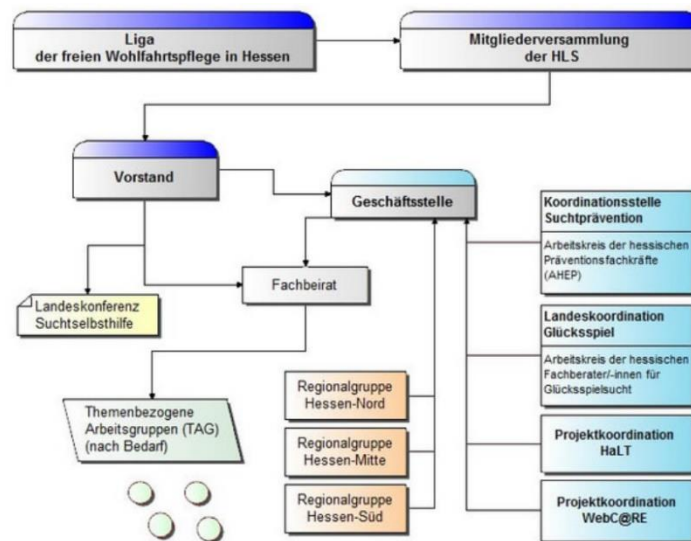 Liga
der freien Wohlfahrtspflege in Hessen
Mitgliederversammlung
der HLS
Vorstand
Geschäftsstelle
Fachbeirat
Landeskonferenz
Suchtselbsthilfe
Themenbezogene
Arbeitsgruppen (TAG)
(nach Bedarf)
Regionalgruppe
Hessen-Nord
Regionalgruppe
Hessen-Mitte
Regionalgruppe
Hessen-Süd
Koordinationsstelle
Suchtprävention
Arbeitskreis der hessischen
Präventionsfachkräfte
(AHEP)
Landeskoordination
Glücksspiel
Arbeitskreis der hessischen
Fachberater/-innen für
Glücksspielsucht
Projektkoordination
HaLT
Projektkoordination
WebC@RE